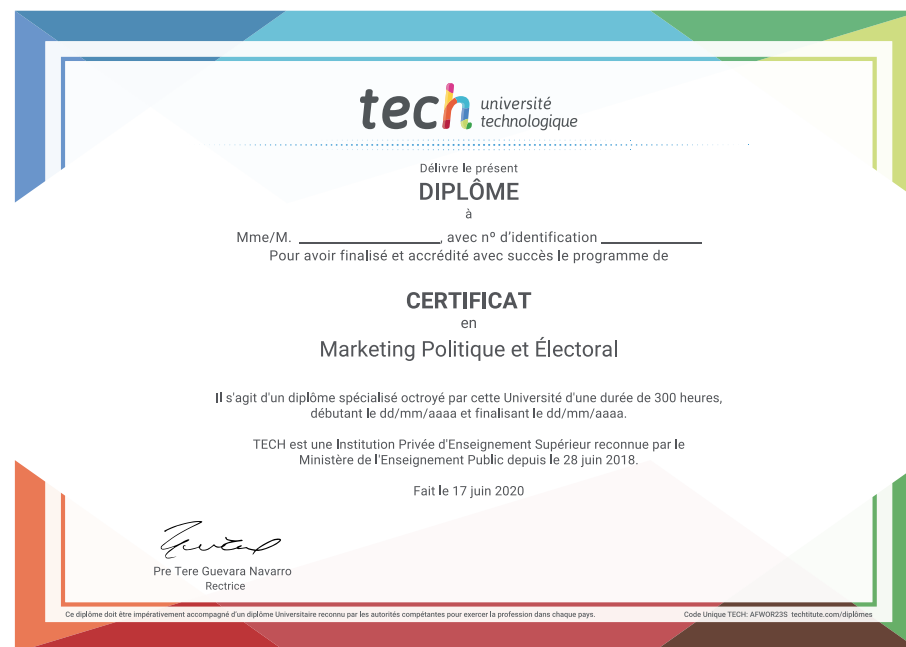 tech université
technologique
Délivre le présent
DIPLÔME
à
Mme/M. ____________________, avec nº d'identification ______________
Pour avoir finalisé et accrédité avec succès le programme de
CERTIFICAT
en
Marketing Politique et Électoral
Il s'agit d'un diplôme spécialisé octroyé par cette Université d'une durée de 300 heures,
débutant le dd/mm/aaaa et finalisant le dd/mm/aaaa.
TECH est une Institution Privée d'Enseignement Supérieur reconnue par le
Ministère de l'Enseignement Public depuis le 28 juin 2018.
Fait le 17 juin 2020
Pre Tere Guevara Navarro
Rectrice
Ce diplôme doit être impérativement accompagné d'un diplôme Universitaire reconnu par les autorités compétantes pour exercer la profession dans chaque pays. Code Unique TECH: AFWOR23S techtitute.com/diplômes